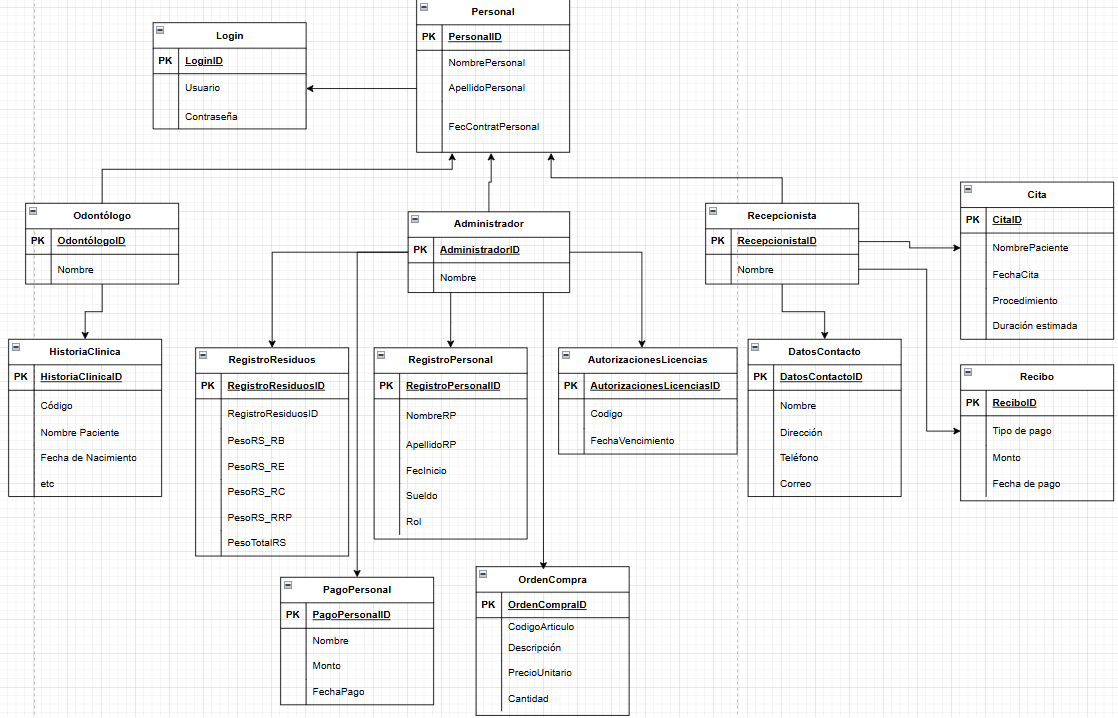 Personal
PK PersonalID
NombrePersonal
ApellidoPersonal
FecContratPersonal
Login
PK LoginID
Usuario
Contraseña
Odontólogo
PK OdontólogoID
Nombre
Administrador
PK AdministradorID
Nombre
Recepcionista
PK RecepcionistaID
Nombre
Cita
PK CitaID
NombrePaciente
FechaCita
Procedimiento
Duración estimada
HistoriaClinica
PK HistoriaClinicaID
Código
Nombre Paciente
Fecha de Nacimiento
etc
RegistroResiduos
PK RegistroResiduosID
RegistroResiduosID
PesoRS_RB
PesoRS_RE
PesoRS_RC
PesoRS_RRP
PesoTotalRS
RegistroPersonal
PK RegistroPersonalID
NombreRP
ApellidoRP
FecInicio
Sueldo
Rol
AutorizacionesLicencias
PK AutorizacionesLicenciasID
Codigo
FechaVencimiento
DatosContacto
PK DatosContactoID
Nombre
Dirección
Teléfono
Correo
Recibo
PK ReciboID
Tipo de pago
Monto
Fecha de pago
PagoPersonal
PK PagoPersonalID
Nombre
Monto
FechaPago
OrdenCompra
PK OrdenCompraID
CodigoArticulo
Descripción
PrecioUnitario
Cantidad